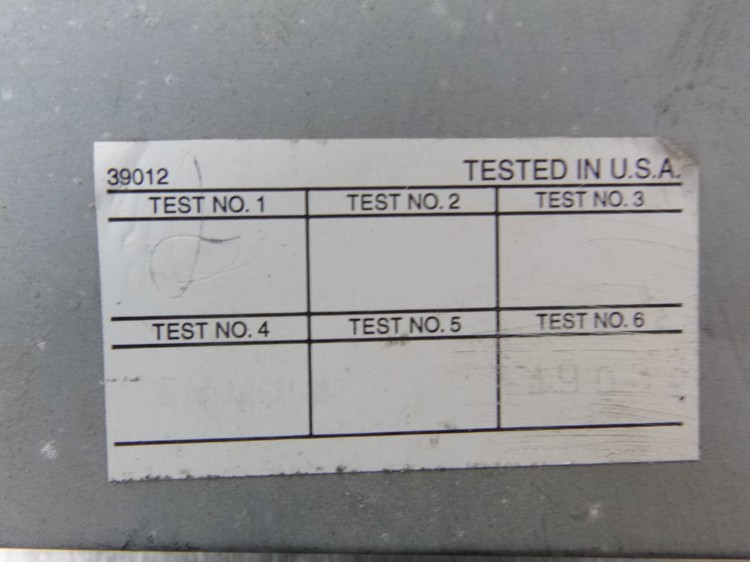 39012 TESTED IN U.S.A.
TEST NO. 1 TEST NO. 2 TEST NO. 3
TEST NO. 4 TEST NO. 5 TEST NO. 6